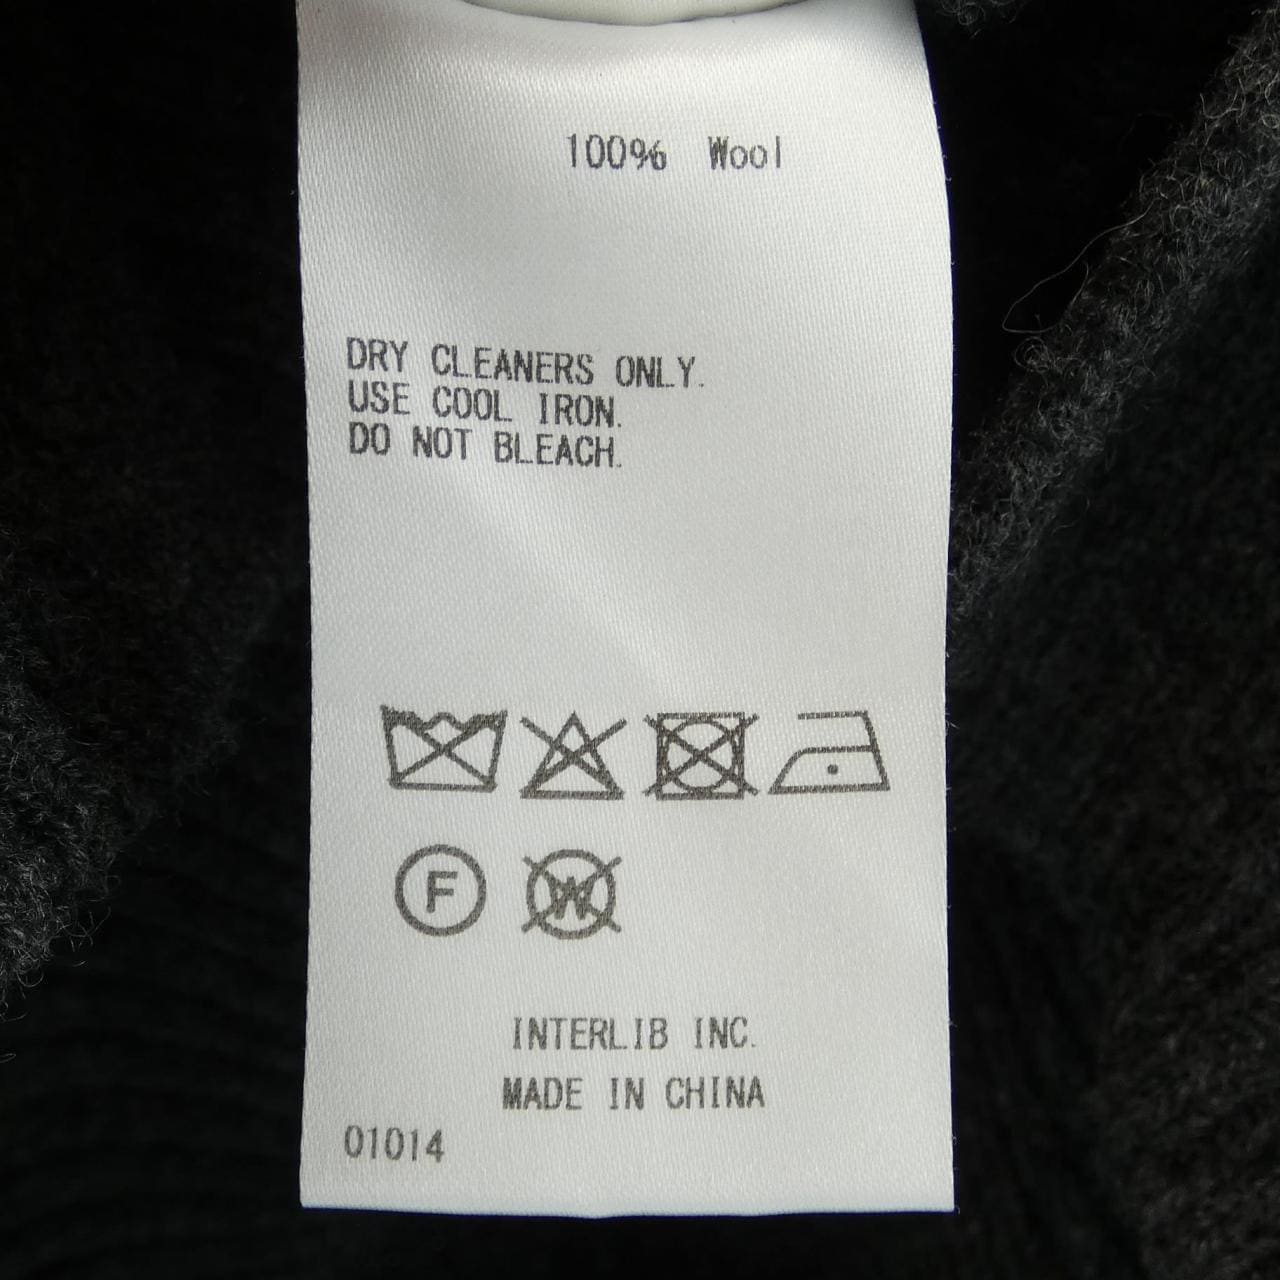 100% Wool
DRY CLEANERS ONLY.
USE COOL IRON.
DO NOT BLEACH.
F
W
INTERLIB INC.
MADE IN CHINA
01014